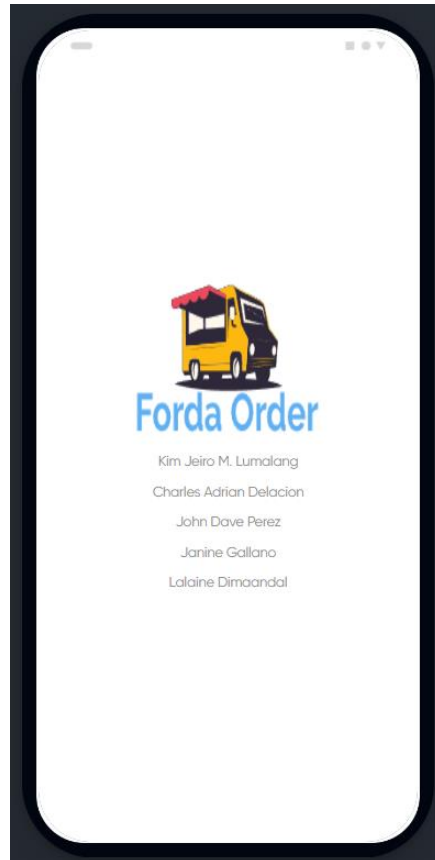 Forda Order
Kim Jeiro M. Lumalang
Charles Adrian Delacion
John Dave Perez
Janine Gallano
Lalaine Dimaandal